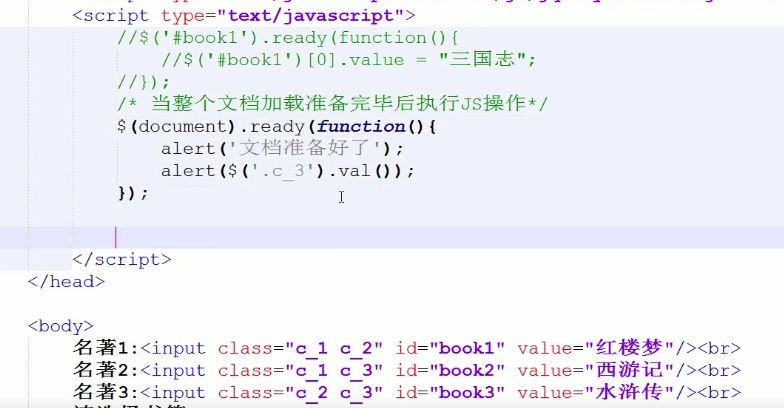 <script type="text/javascript">
//$('#book1').ready(function(){
//$('#book1')[0].value = "三国志";
//});
/* 当整个文档加载准备完毕后执行JS操作*/
$(document).ready(function(){
alert('文档准备好了');
alert($('.c_3').val());
});
</script>
</head>
<body>
名著1:<input class="c_1 c_2" id="book1" value="红楼梦"/><br>
名著2:<input class="c_1 c_3" id="book2" value="西游记"/><br>
名著3:<input class="c_2 c_3" id="book3" value="水浒传"/><br>